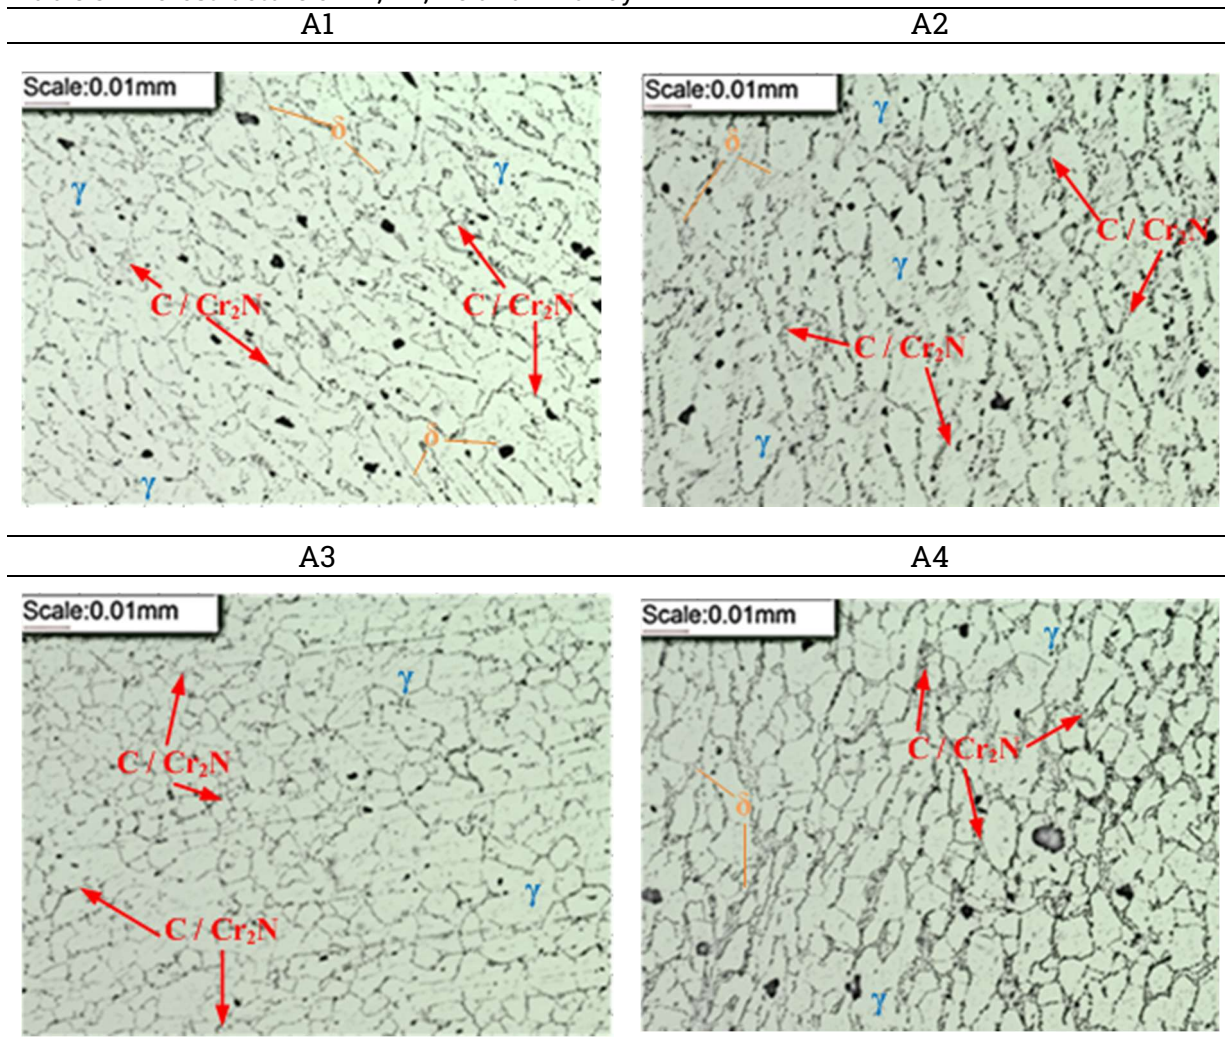 A1 A2
Scale:0.01mm
δ
γ
γ
C / Cr₂N
C / Cr₂N
δ
γ
Scale:0.01mm
γ
δ
C / Cr₂N
γ
C / Cr₂N
γ
A3 A4
Scale:0.01mm
γ
C / Cr₂N
γ
C / Cr₂N
Scale:0.01mm
γ
C / Cr₂N
δ
γ